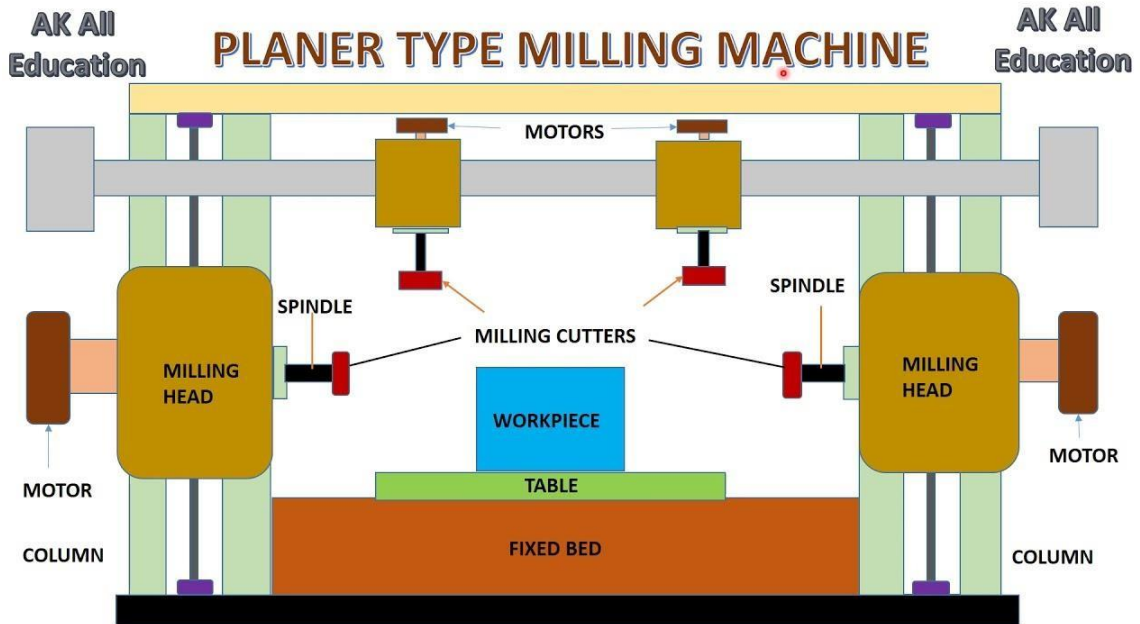 AK All
Education
PLANER TYPE MILLING MACHINE
AK All
Education
MOTORS
SPINDLE
SPINDLE
MILLING CUTTERS
MILLING
HEAD
MILLING
HEAD
WORKPIECE
MOTOR
MOTOR
TABLE
COLUMN
FIXED BED
COLUMN